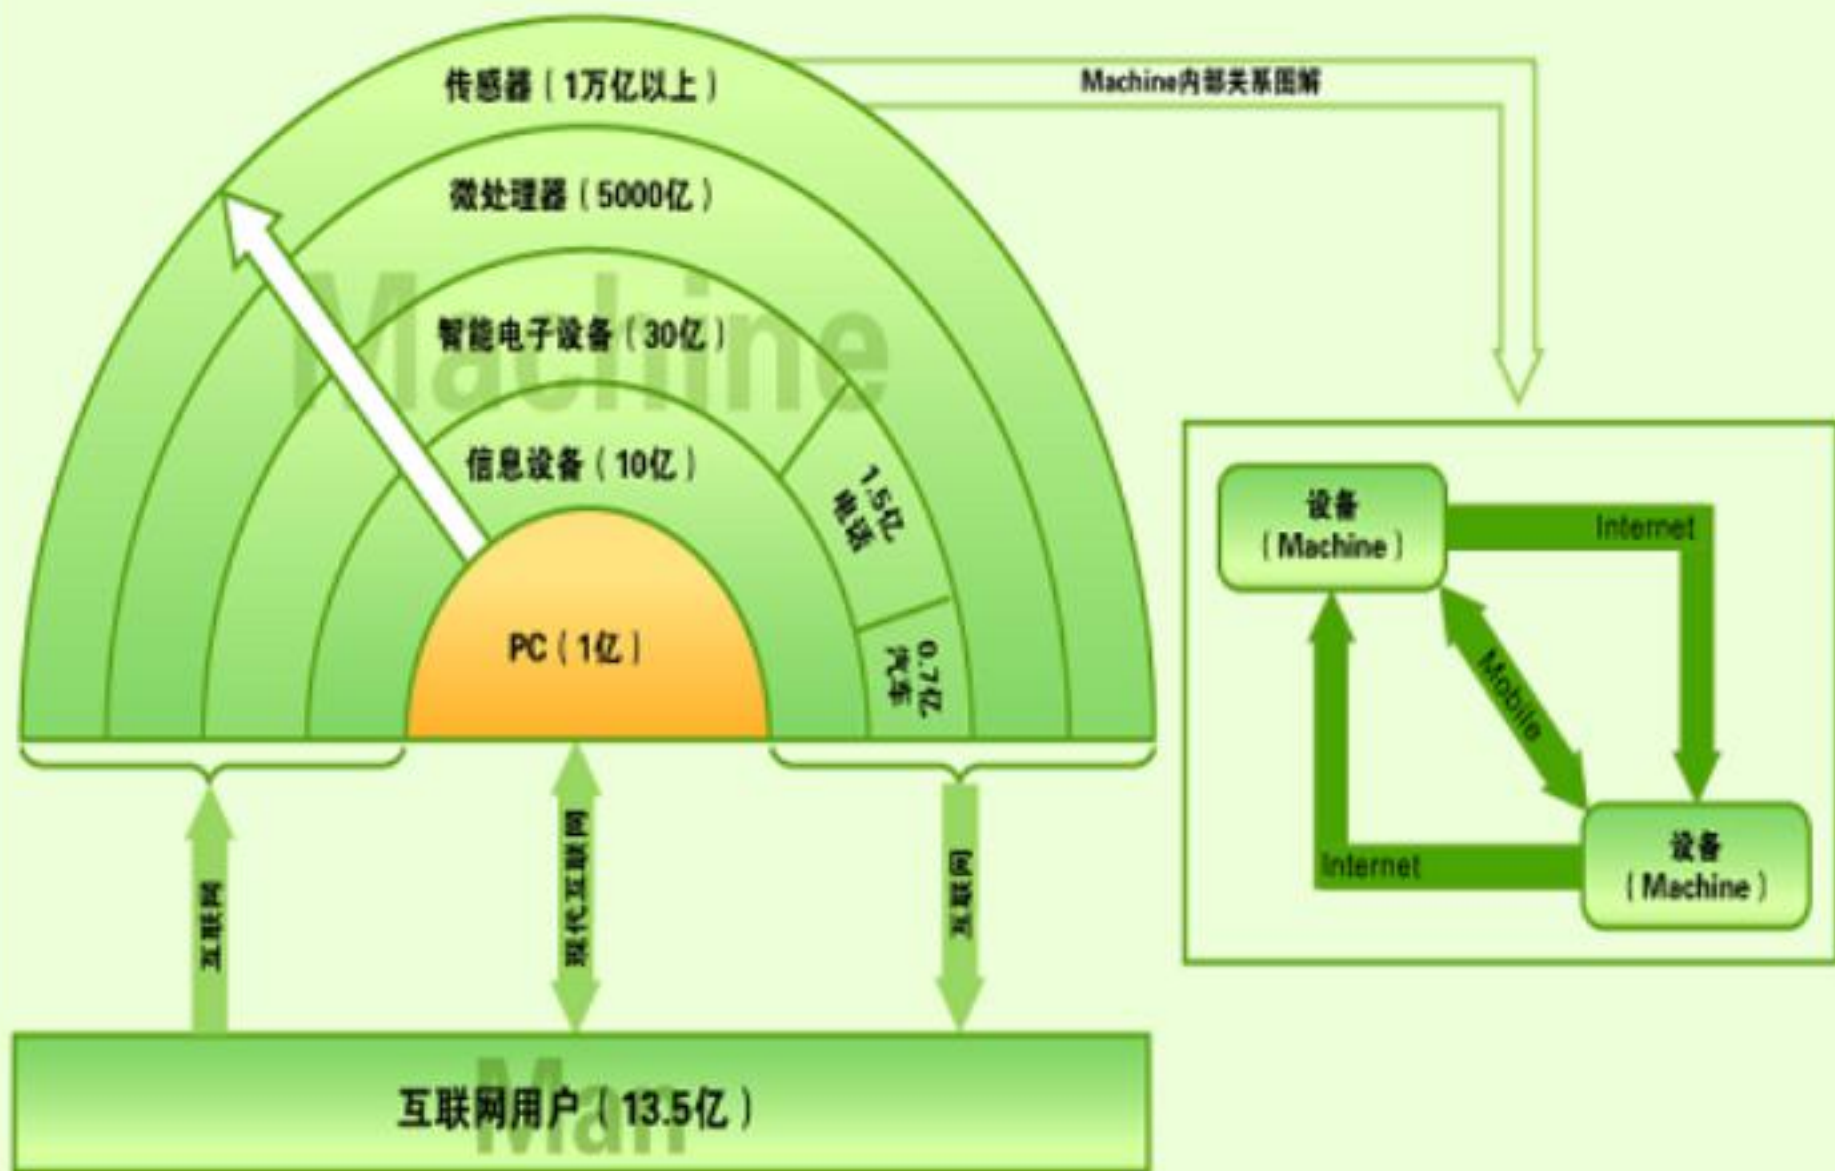 传感器（1万亿以上）
Machine内部关系图解
微处理器（5000亿）
Machine
智能电子设备（30亿）
信息设备（10亿）
1.5亿
电话
0.7亿
汽车
PC（1亿）
设备
（Machine）
Internet
Mobile
Internet
设备
（Machine）
互联网
现代互联网
互联网
Man
互联网用户（13.5亿）